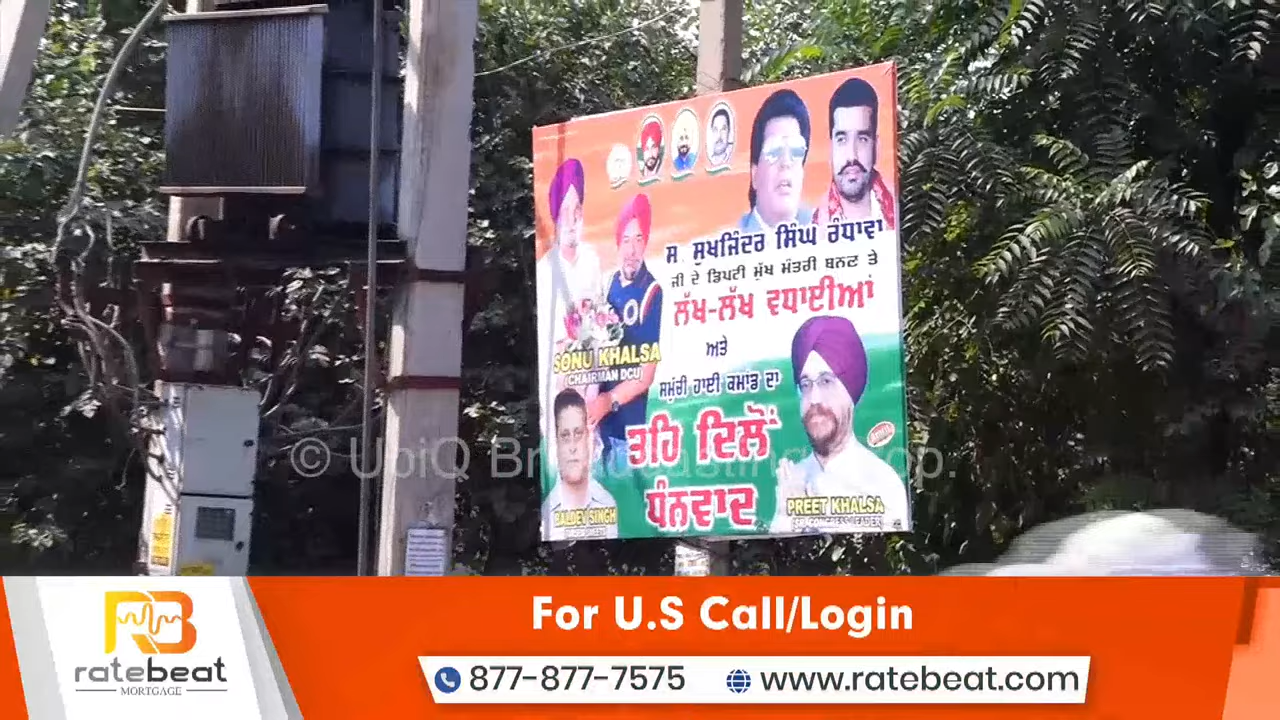 ਸ. ਸੁਖਜਿੰਦਰ ਸਿੰਘ ਰੰਧਾਵਾ
ਜੀ ਦੇ ਡਿਪਟੀ ਮੁੱਖ ਮੰਤਰੀ ਬਨਣ ਤੇ
ਲੱਖ-ਲੱਖ ਵਧਾਈਆਂ
ਅਤੇ
ਸਮੁੱਚੀ ਹਾਈ ਕਮਾਂਡ ਦਾ
ਤਹਿ ਦਿਲੋਂ
ਧੰਨਵਾਦ
SONU KHALSA
(CHAIRMAN DCU)
BALDEV SINGH
PREET KHALSA
(SR. CONGRESS LEADER)
© UbiQ Broadcasting Corp.
For U.S Call/Login
877-877-7575 www.ratebeat.com
RB
ratebeat
MORTGAGE